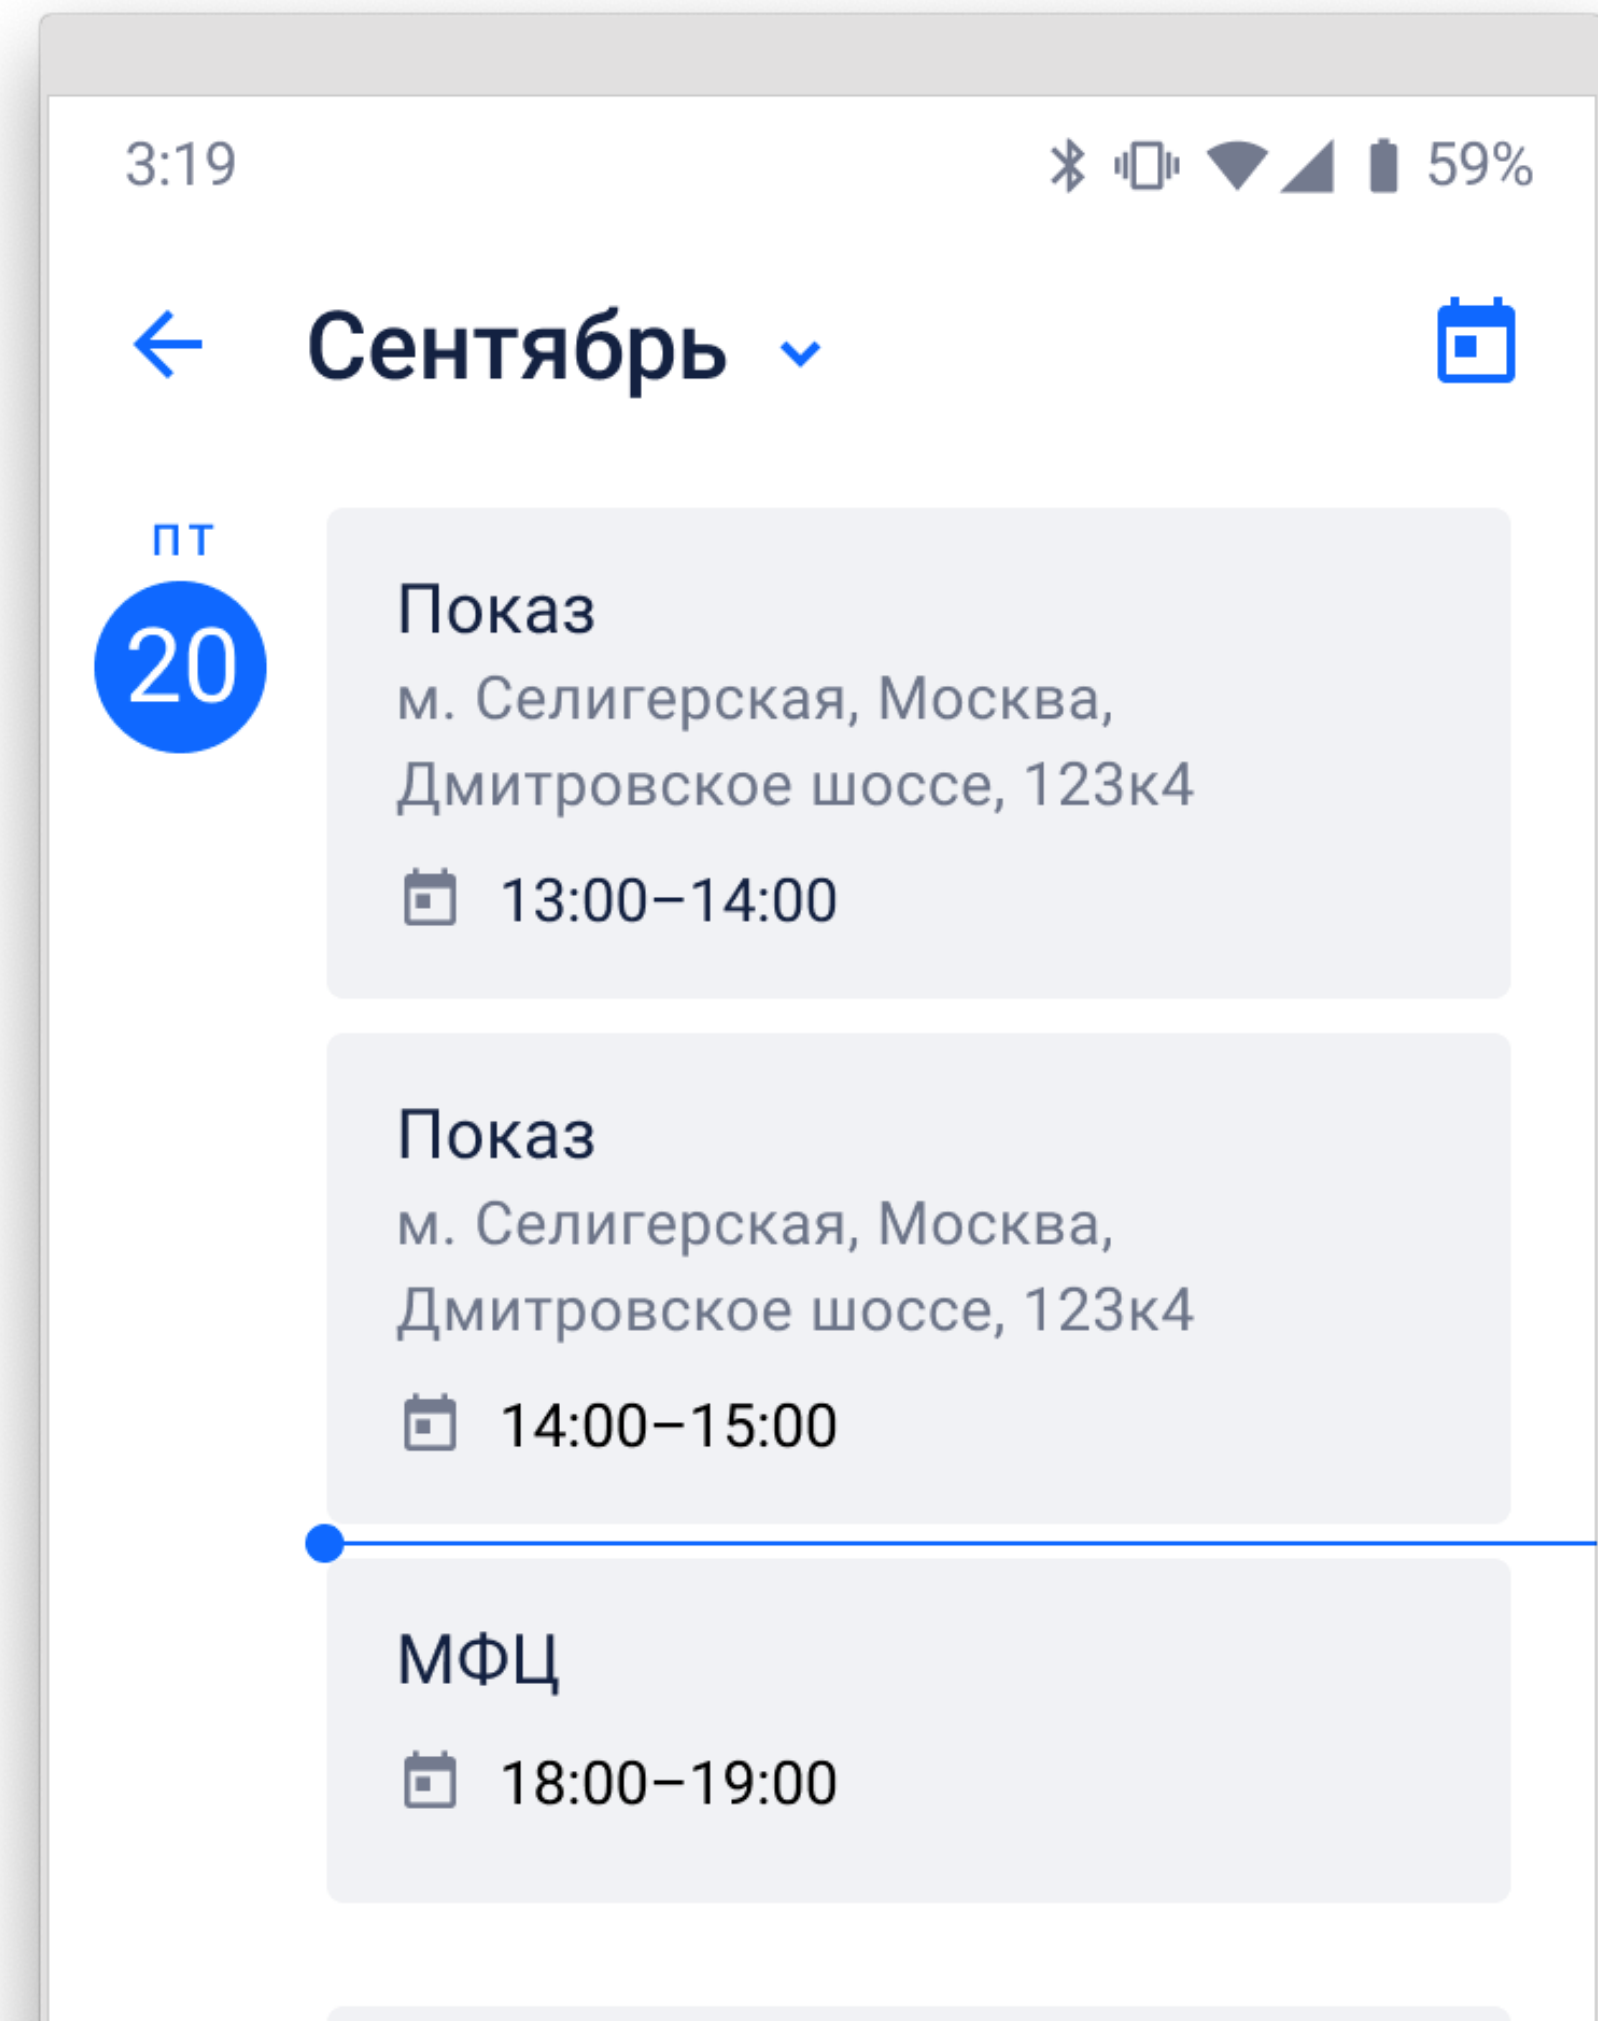 3:19
59%
Сентябрь
ПТ
20
Показ
м. Селигерская, Москва,
Дмитровское шоссе, 123к4
13:00–14:00
Показ
м. Селигерская, Москва,
Дмитровское шоссе, 123к4
14:00–15:00
МФЦ
18:00–19:00